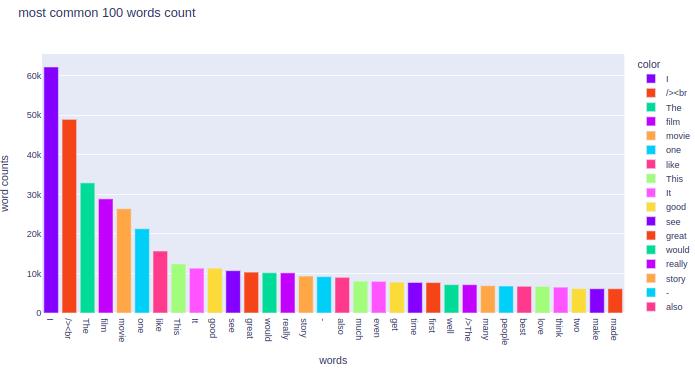 most common 100 words count
word counts
60k
50k
40k
30k
20k
10k
0
I
/><br
The
film
movie
one
like
This
It
good
see
great
would
really
story
-
also
much
even
get
time
first
well
/>The
many
people
best
love
think
two
make
made
words
color
I
/><br
The
film
movie
one
like
This
It
good
see
great
would
really
story
-
also